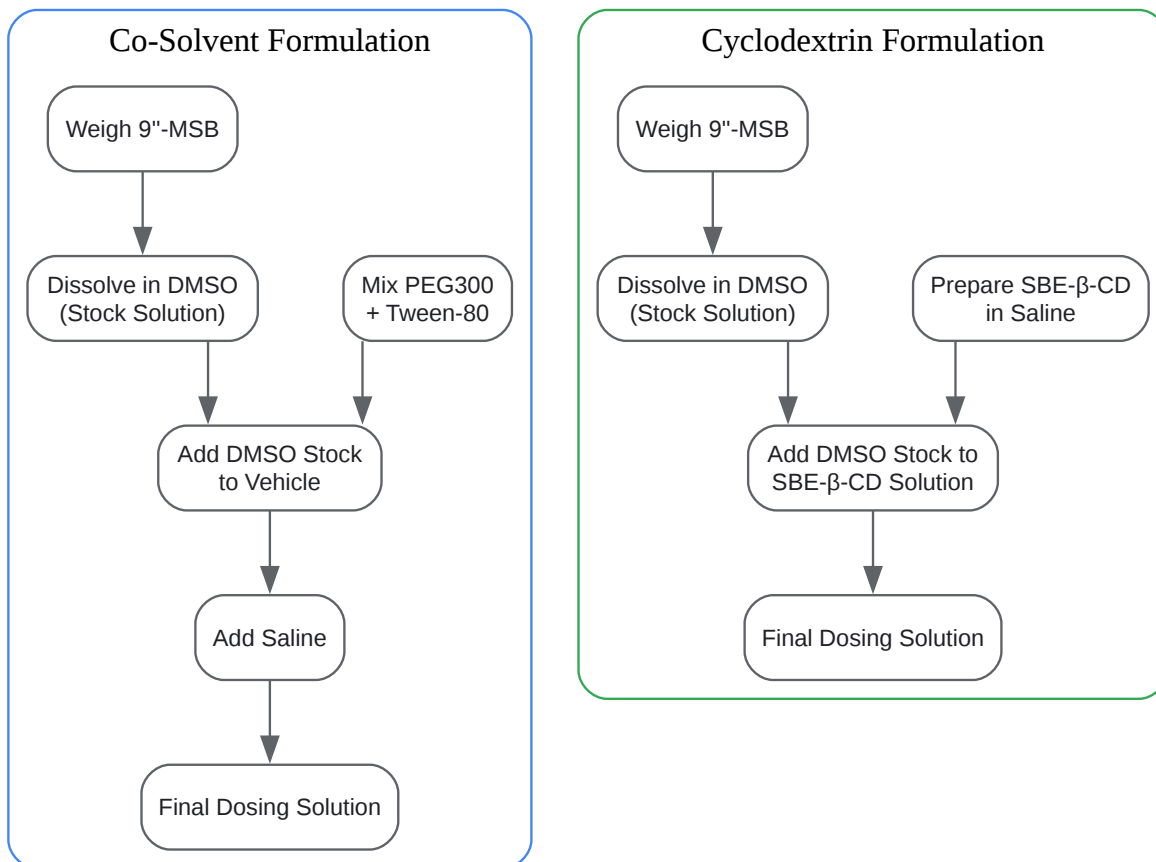 Co-Solvent Formulation
Weigh 9"-MSB
Dissolve in DMSO
(Stock Solution)
Mix PEG300
+ Tween-80
Add DMSO Stock
to Vehicle
Add Saline
Final Dosing Solution
Cyclodextrin Formulation
Weigh 9"-MSB
Dissolve in DMSO
(Stock Solution)
Prepare SBE-β-CD
in Saline
Add DMSO Stock to
SBE-β-CD Solution
Final Dosing Solution